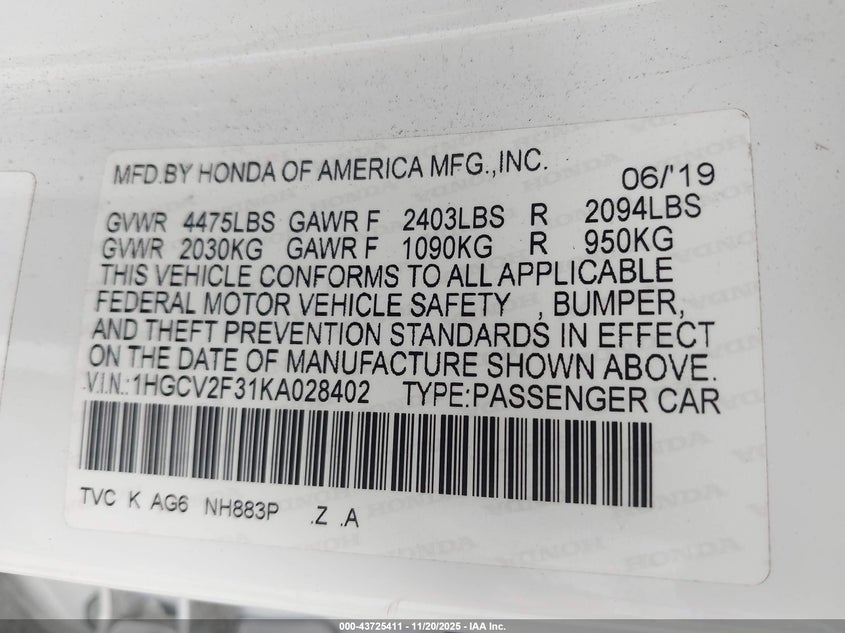 MFD.BY HONDA OF AMERICA MFG.,INC. 06/'19
GVWR 4475LBS GAWR F 2403LBS R 2094LBS
GVWR 2030KG GAWR F 1090KG R 950KG
THIS VEHICLE CONFORMS TO ALL APPLICABLE
FEDERAL MOTOR VEHICLE SAFETY , BUMPER,
AND THEFT PREVENTION STANDARDS IN EFFECT
ON THE DATE OF MANUFACTURE SHOWN ABOVE.
V.I.N.:1HGCV2F31KA028402 TYPE:PASSENGER CAR
TVC K AG6 NH883P .Z .A
000-43725411 — 11/20/2025 — IAA Inc.